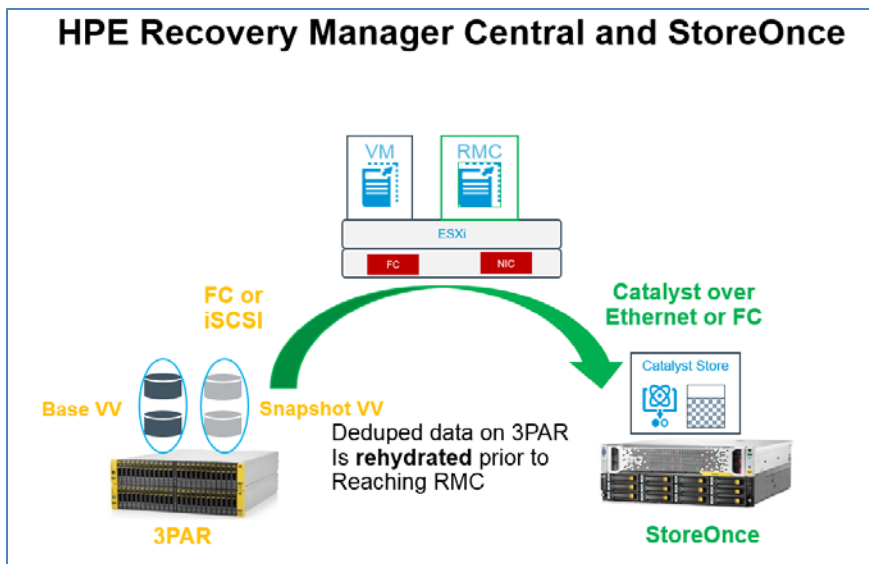 HPE Recovery Manager Central and StoreOnce
VM
RMC
ESXi
FC
NIC
FC or
iSCSI
Catalyst over
Ethernet or FC
Catalyst Store
Base VV
Snapshot VV
Deduped data on 3PAR
Is rehydrated prior to
Reaching RMC
3PAR
StoreOnce